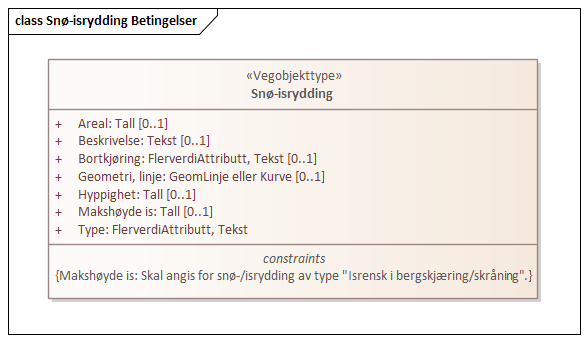 class Snø-isrydding Betingelser
«Vegobjekttype»
Snø-isrydding
+ Areal: Tall [0..1]
+ Beskrivelse: Tekst [0..1]
+ Bortkjøring: FlerverdiAttributt, Tekst [0..1]
+ Geometri, linje: GeomLinje eller Kurve [0..1]
+ Hyppighet: Tall [0..1]
+ Makshøyde is: Tall [0..1]
+ Type: FlerverdiAttributt, Tekst
constraints
{Makshøyde is: Skal angis for snø-/isrydding av type "Isrensk i bergskjæring/skråning".}